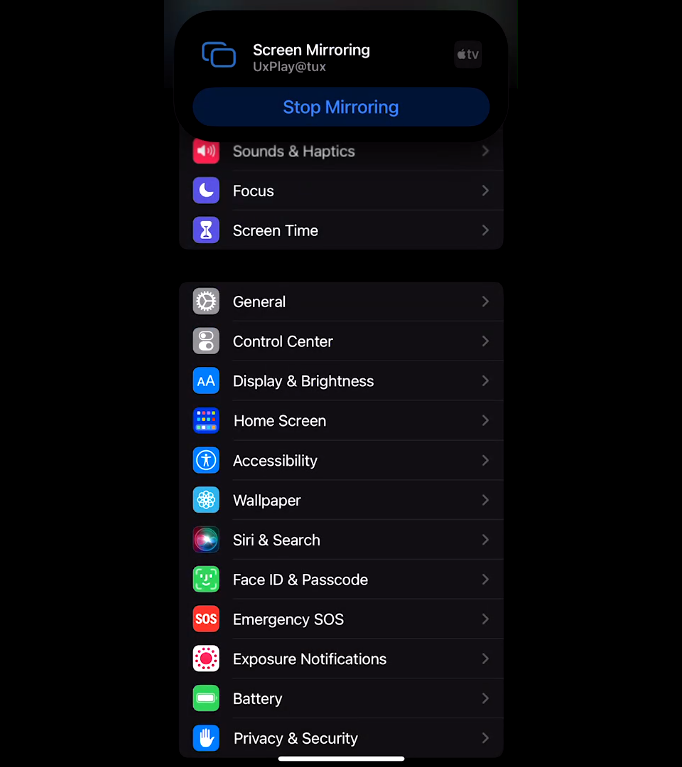 Screen Mirroring
UxPlay@tux
tv
Stop Mirroring
Sounds & Haptics
Focus
Screen Time
General
Control Center
AA Display & Brightness
Home Screen
Accessibility
Wallpaper
Siri & Search
Face ID & Passcode
SOS Emergency SOS
Exposure Notifications
Battery
Privacy & Security